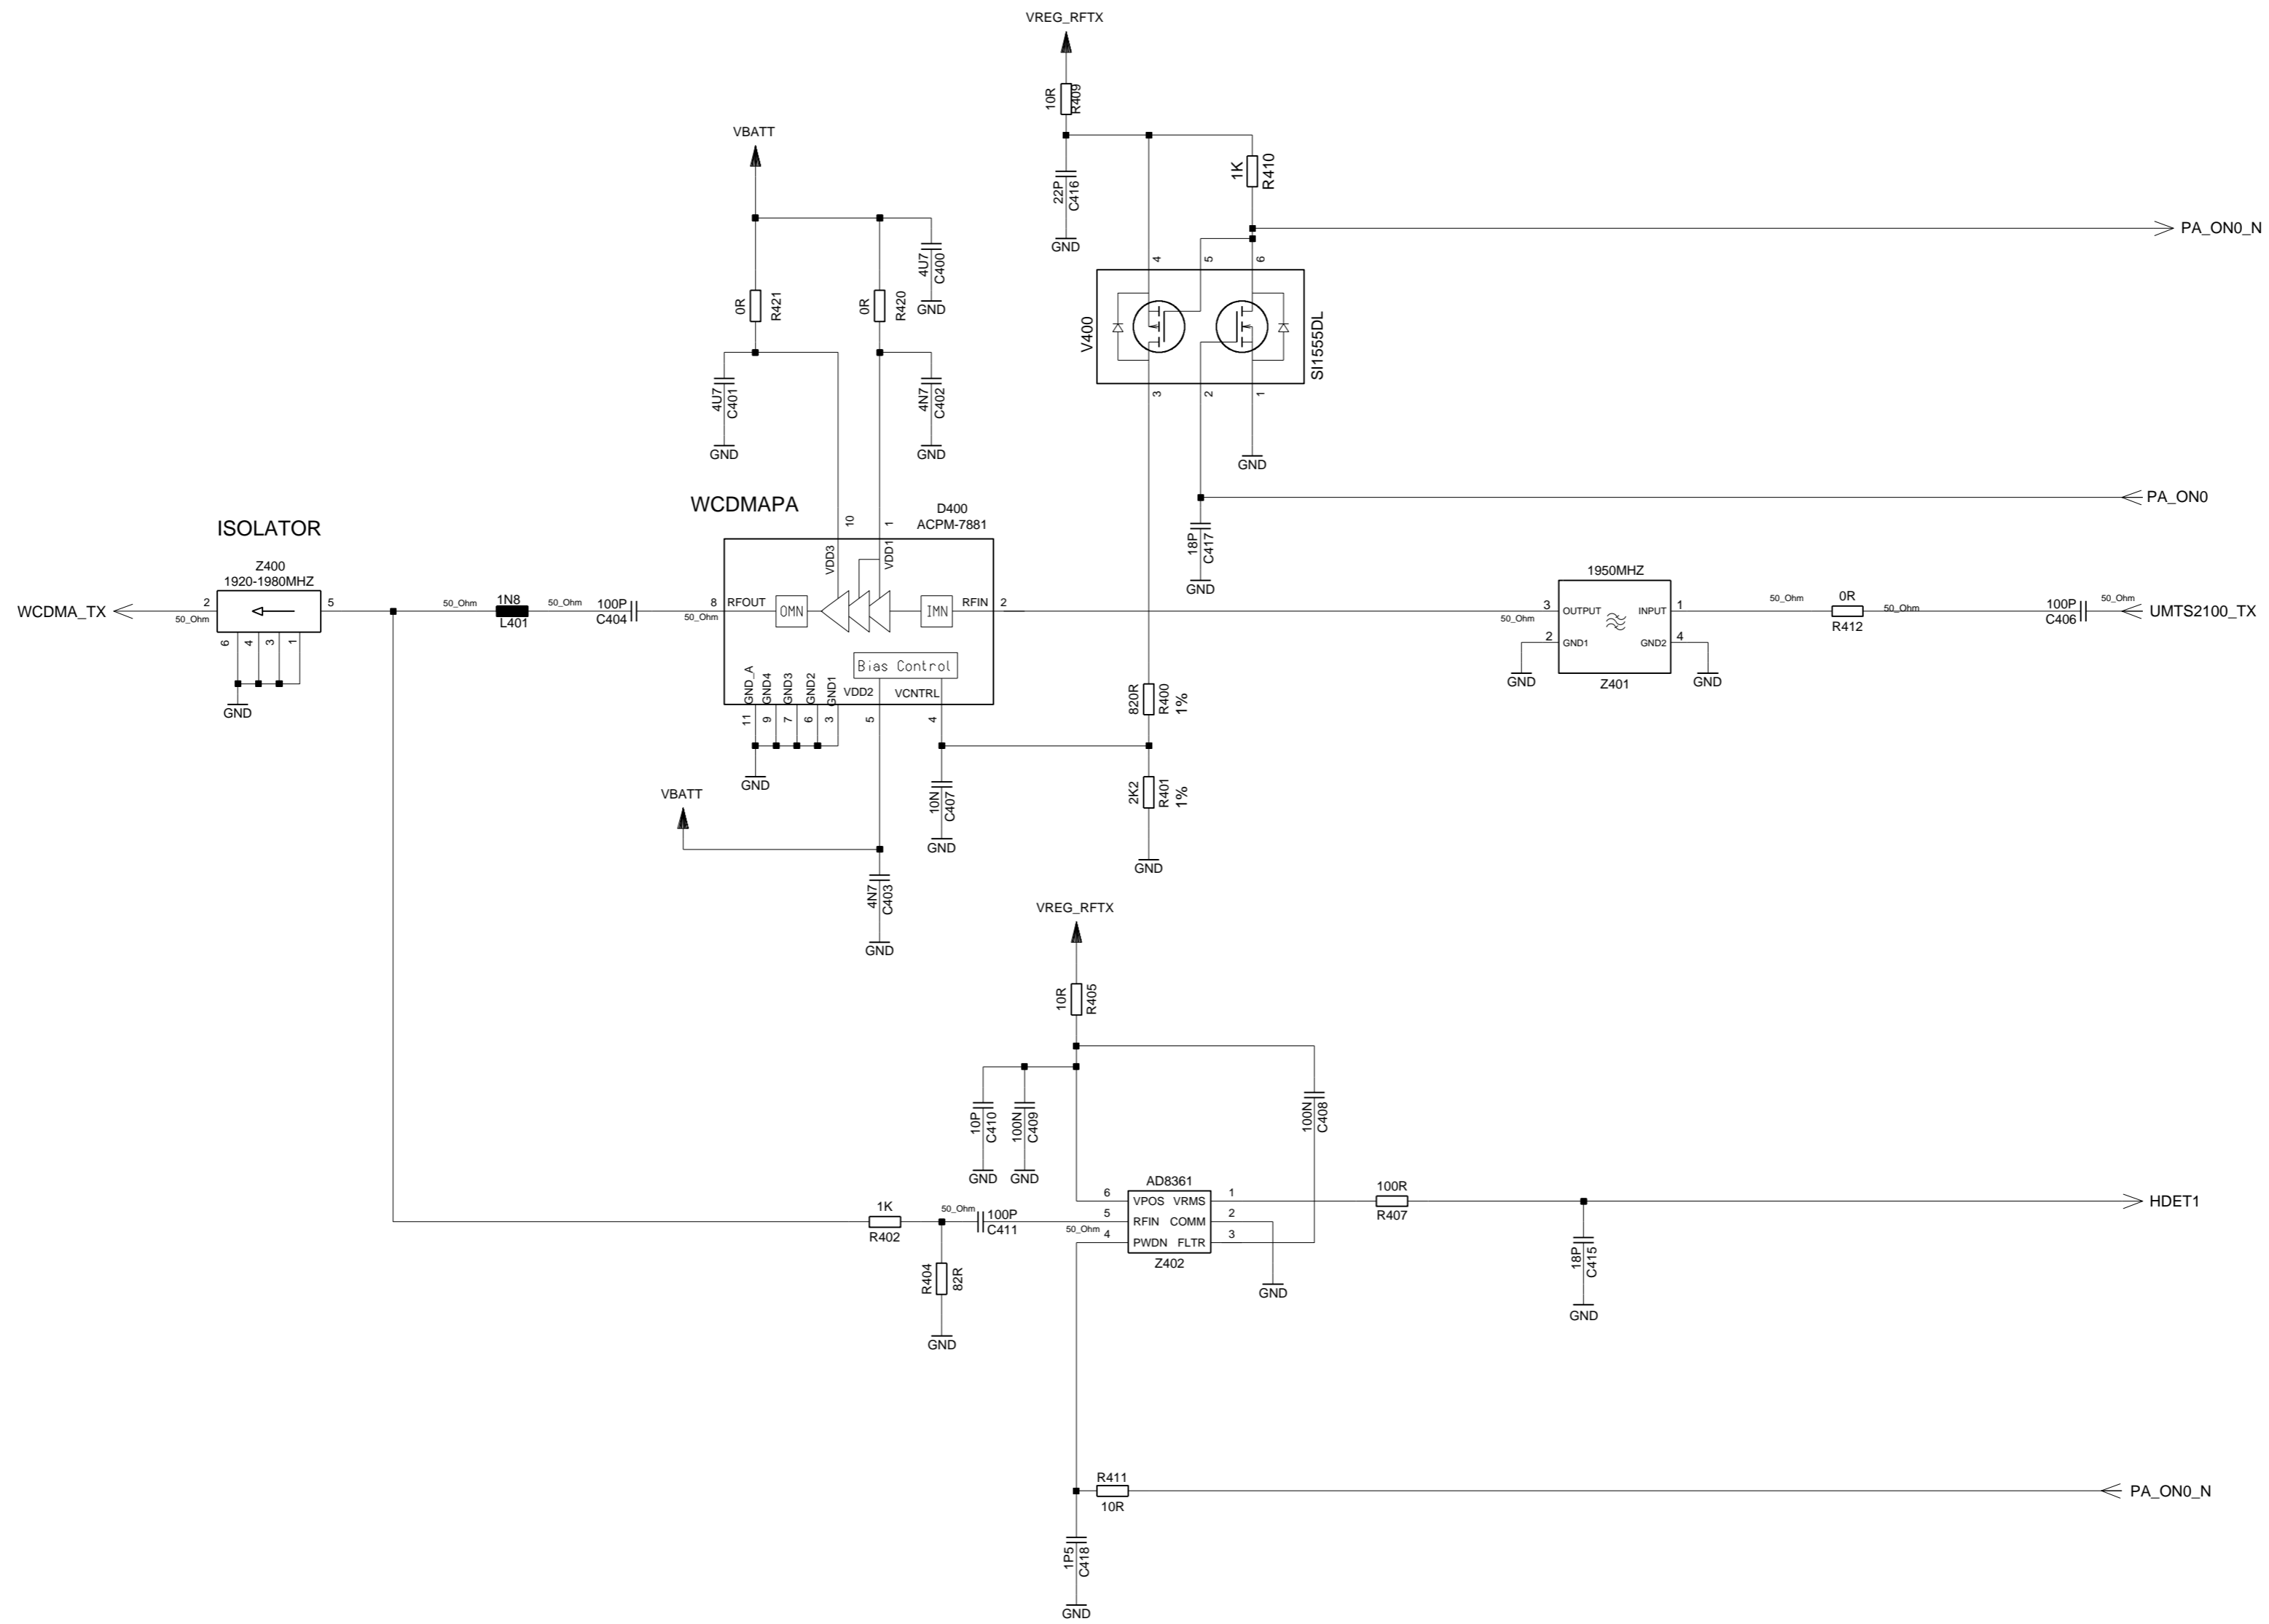 VREG_RFTX
10R
R409
VBATT
22P
C416
1K
R410
GND
PA_ON0_N
4U7
C400
GND
0R
R421
0R
R420
4 5 6
V400
SI1555DL
3 2 1
4U7
C401
GND
4N7
C402
GND
GND
PA_ON0
18P
C417
GND
WCDMAPA
D400
ACPM-7881
10 1
VDD3 VDD1
ISOLATOR
Z400
1920-1980MHZ
WCDMA_TX
2
50_Ohm
5
6 4 3 1
GND
50_Ohm
1N8
L401
50_Ohm
100P
C404
8
50_Ohm
RFOUT
OMN
IMN
RFIN
2
Bias Control
GND_A GND4 GND3 GND2 GND1
VDD2
VCNTRL
11 9 7 6 3 5 4
GND
1950MHZ
3
50_Ohm
OUTPUT
INPUT
1
2
GND1
GND2
4
GND
GND
Z401
50_Ohm
0R
R412
50_Ohm
100P
C406
50_Ohm
UMTS2100_TX
820R
R400
1%
2K2
R401
1%
GND
10N
C407
GND
VBATT
4N7
C403
GND
VREG_RFTX
10R
R405
10P
C410
GND
100N
C409
GND
100N
C408
AD8361
6
VPOS
VRMS
1
5
50_Ohm
RFIN
COMM
2
4
PWDN
FLTR
3
Z402
GND
100R
R407
HDET1
18P
C415
GND
1K
R402
50_Ohm
100P
C411
R404
82R
GND
R411
10R
PA_ON0_N
1P5
C418
GND